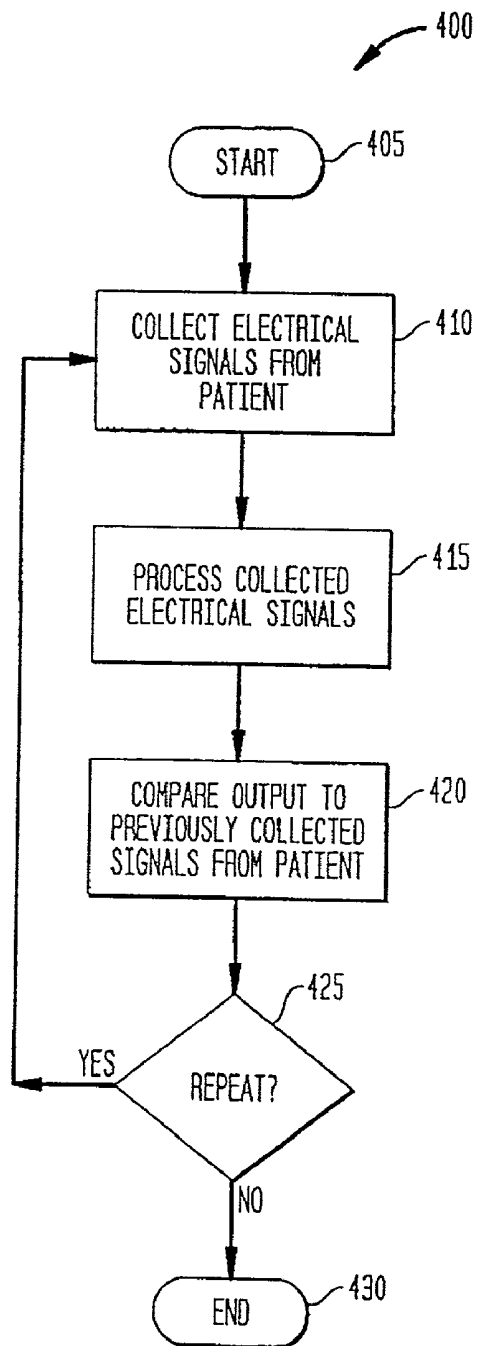 400
START
405
COLLECT ELECTRICAL
SIGNALS FROM
PATIENT
410
PROCESS COLLECTED
ELECTRICAL SIGNALS
415
COMPARE OUTPUT TO
PREVIOUSLY COLLECTED
SIGNALS FROM PATIENT
420
425
YES
REPEAT?
NO
END
430